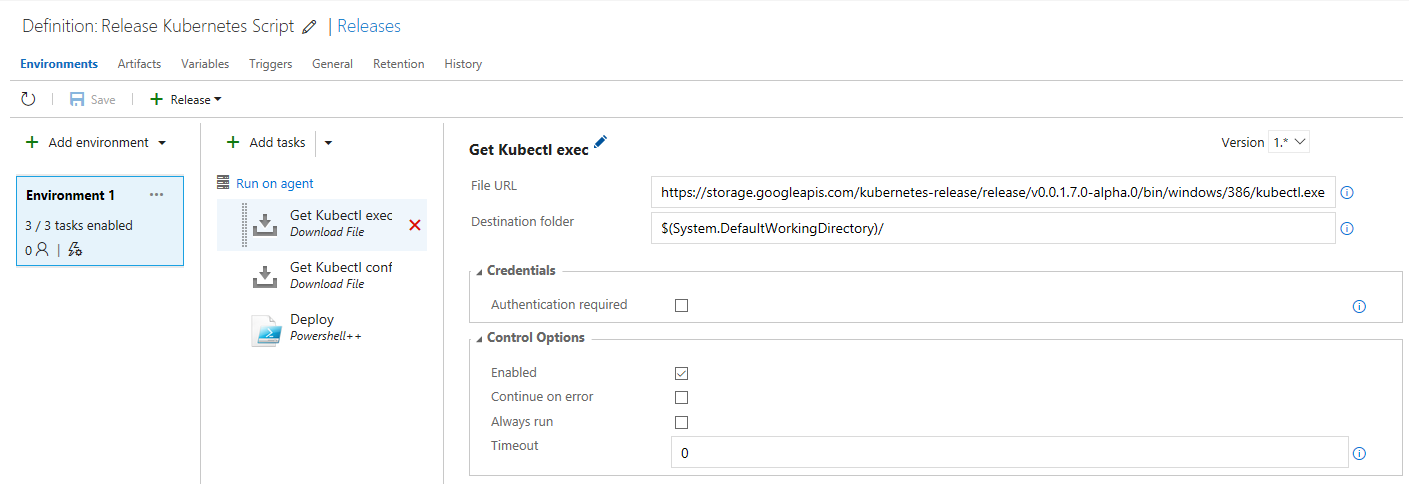 Definition: Release Kubernetes Script | Releases
Environments Artifacts Variables Triggers General Retention History
Save Release
Add environment
Environment 1 ...
3 / 3 tasks enabled
0 |
Add tasks
Run on agent
Get Kubectl exec
Download File
Get Kubectl conf
Download File
Deploy
Powershell++
Get Kubectl exec
Version 1.*
File URL https://storage.googleapis.com/kubernetes-release/release/v0.0.1.7.0-alpha.0/bin/windows/386/kubectl.exe
Destination folder $(System.DefaultWorkingDirectory)/
Credentials
Authentication required
Control Options
Enabled
Continue on error
Always run
Timeout 0